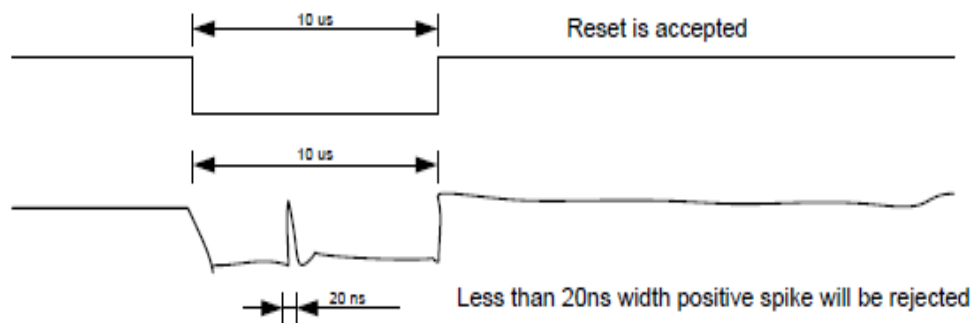 10 us
Reset is accepted
10 us
20 ns
Less than 20ns width positive spike will be rejected